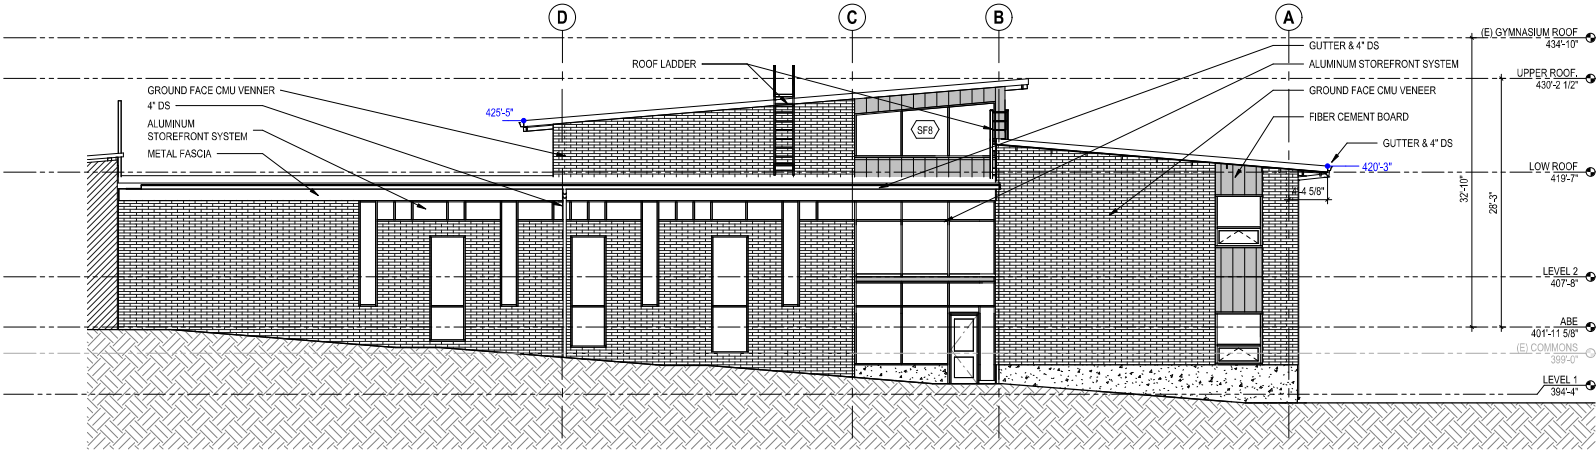 D
C
B
A
(E) GYMNASIUM ROOF
434'-10"
GUTTER & 4" DS
ROOF LADDER
ALUMINUM STOREFRONT SYSTEM
UPPER ROOF.
430'-2 1/2"
GROUND FACE CMU VENNER
GROUND FACE CMU VENEER
4" DS
425'-5"
FIBER CEMENT BOARD
ALUMINUM
STOREFRONT SYSTEM
SF8
GUTTER & 4" DS
METAL FASCIA
420'-3"
LOW ROOF
419'-7"
4'-4 5/8"
32'-10"
28'-3"
LEVEL 2
407'-8"
ABE
401'-11 5/8"
(E) COMMONS
399'-0"
LEVEL 1
394'-4"